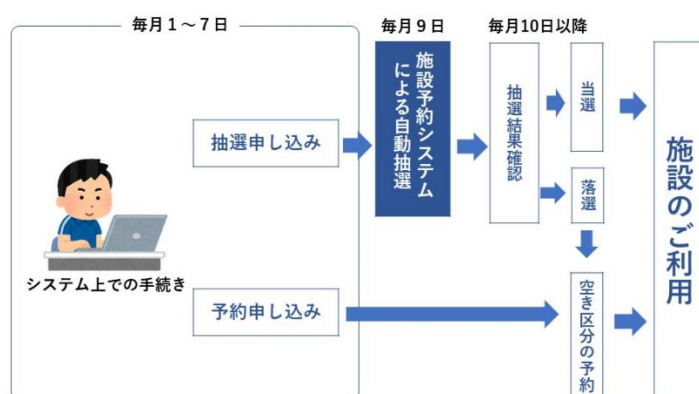 毎月１～７日
毎月９日
毎月10日以降
抽選申し込み
施設予約システム
による自動抽選
抽選結果確認
当選
落選
施設のご利用
システム上での手続き
予約申し込み
空き区分の予約